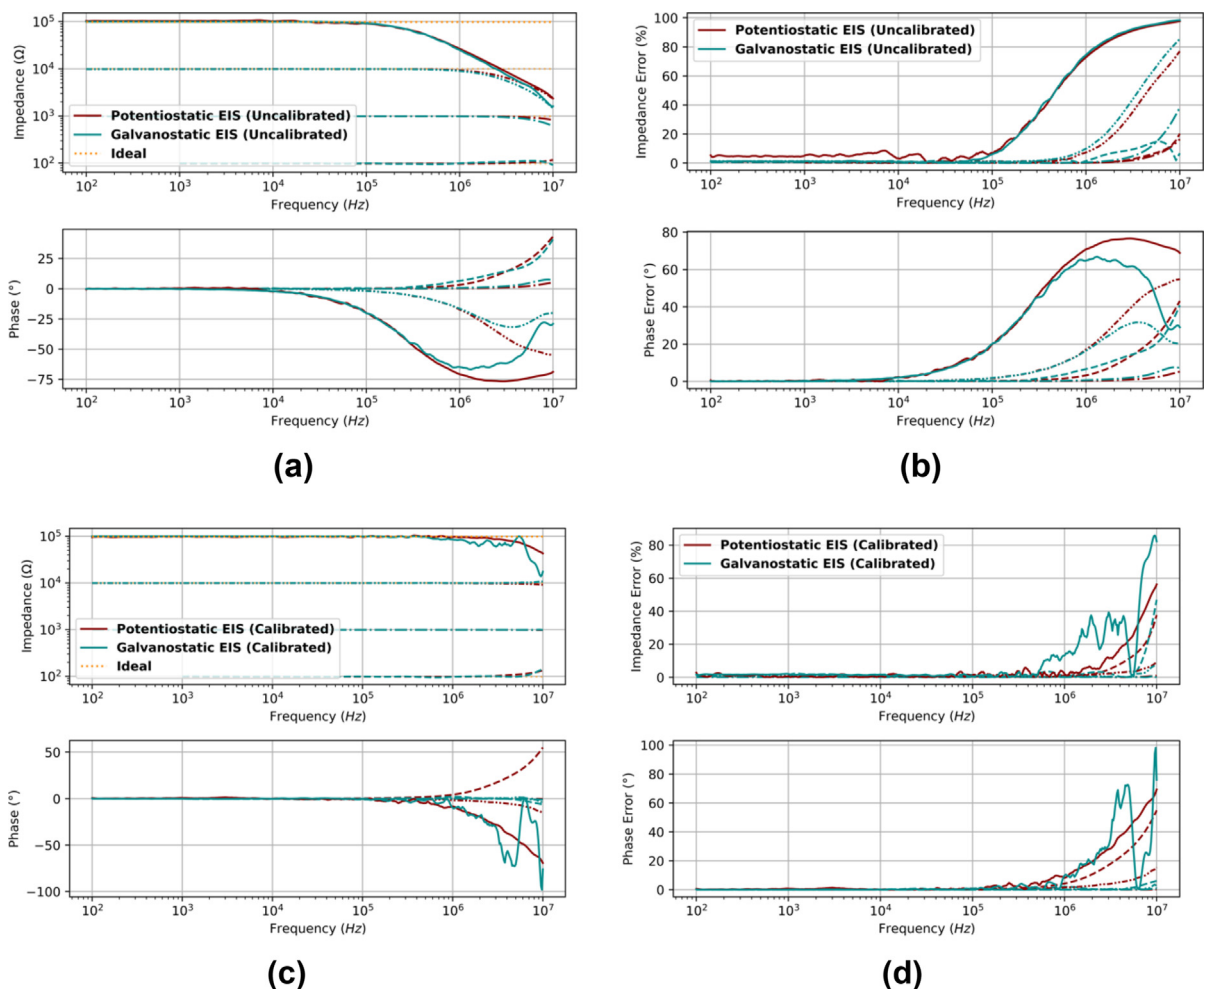 10⁵
10⁴
10³
10²
Impedance (Ω)
Potentiostatic EIS (Uncalibrated)
Galvanostatic EIS (Uncalibrated)
Ideal
10² 10³ 10⁴ 10⁵ 10⁶ 10⁷
Frequency (Hz)
25
0
−25
−50
−75
Phase (°)
10² 10³ 10⁴ 10⁵ 10⁶ 10⁷
Frequency (Hz)
(a)
100
80
60
40
20
0
Impedance Error (%)
Potentiostatic EIS (Uncalibrated)
Galvanostatic EIS (Uncalibrated)
10² 10³ 10⁴ 10⁵ 10⁶ 10⁷
Frequency (Hz)
80
60
40
20
0
Phase Error (°)
10² 10³ 10⁴ 10⁵ 10⁶ 10⁷
Frequency (Hz)
(b)
10⁵
10⁴
10³
10²
Impedance (Ω)
Potentiostatic EIS (Calibrated)
Galvanostatic EIS (Calibrated)
Ideal
10² 10³ 10⁴ 10⁵ 10⁶ 10⁷
Frequency (Hz)
50
0
−50
−100
Phase (°)
10² 10³ 10⁴ 10⁵ 10⁶ 10⁷
Frequency (Hz)
(c)
80
60
40
20
0
Impedance Error (%)
Potentiostatic EIS (Calibrated)
Galvanostatic EIS (Calibrated)
10² 10³ 10⁴ 10⁵ 10⁶ 10⁷
Frequency (Hz)
100
80
60
40
20
0
Phase Error (°)
10² 10³ 10⁴ 10⁵ 10⁶ 10⁷
Frequency (Hz)
(d)